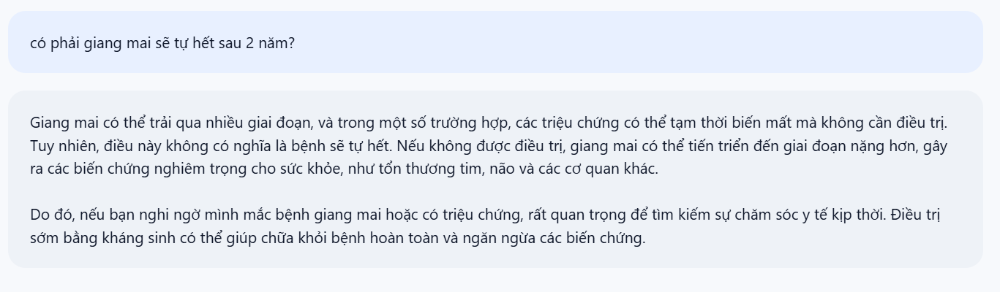 có phải giang mai sẽ tự hết sau 2 năm?
Giang mai có thể trải qua nhiều giai đoạn, và trong một số trường hợp, các triệu chứng có thể tạm thời biến mất mà không cần điều trị.
Tuy nhiên, điều này không có nghĩa là bệnh sẽ tự hết. Nếu không được điều trị, giang mai có thể tiến triển đến giai đoạn nặng hơn, gây
ra các biến chứng nghiêm trọng cho sức khỏe, như tổn thương tim, não và các cơ quan khác.
Do đó, nếu bạn nghi ngờ mình mắc bệnh giang mai hoặc có triệu chứng, rất quan trọng để tìm kiếm sự chăm sóc y tế kịp thời. Điều trị
sớm bằng kháng sinh có thể giúp chữa khỏi bệnh hoàn toàn và ngăn ngừa các biến chứng.